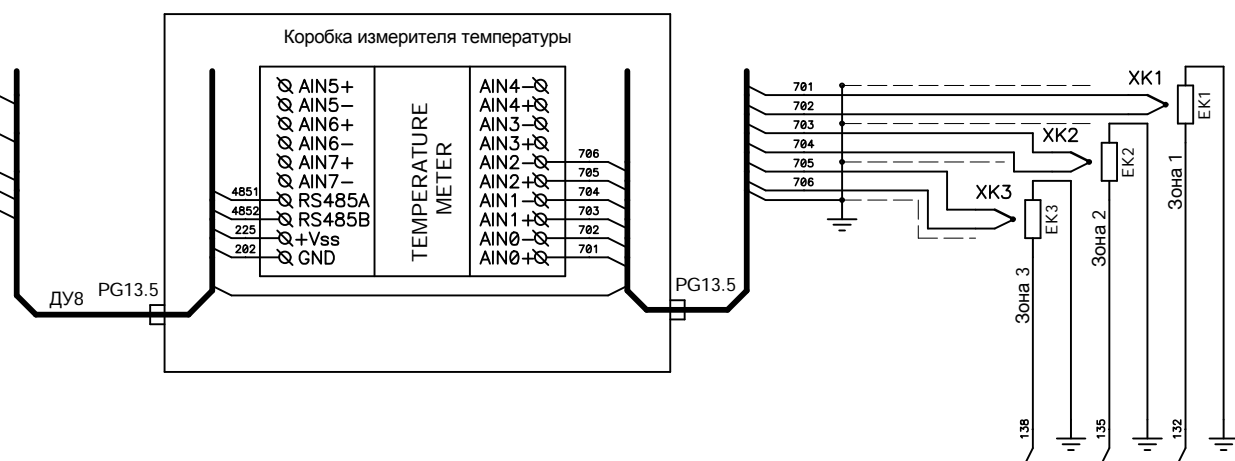 Коробка измерителя температуры
AIN5+
AIN5-
AIN6+
AIN6-
AIN7+
AIN7-
RS485A
RS485B
+Vss
GND
4851
4852
225
202
TEMPERATURE
METER
AIN4-
AIN4+
AIN3-
AIN3+
AIN2-
AIN2+
AIN1-
AIN1+
AIN0-
AIN0+
706
705
704
703
702
701
ДУ8
PG13.5
PG13.5
701
702
703
704
705
706
XK1
XK2
XK3
EK1
EK2
EK3
Зона 1
Зона 2
Зона 3
138
135
132